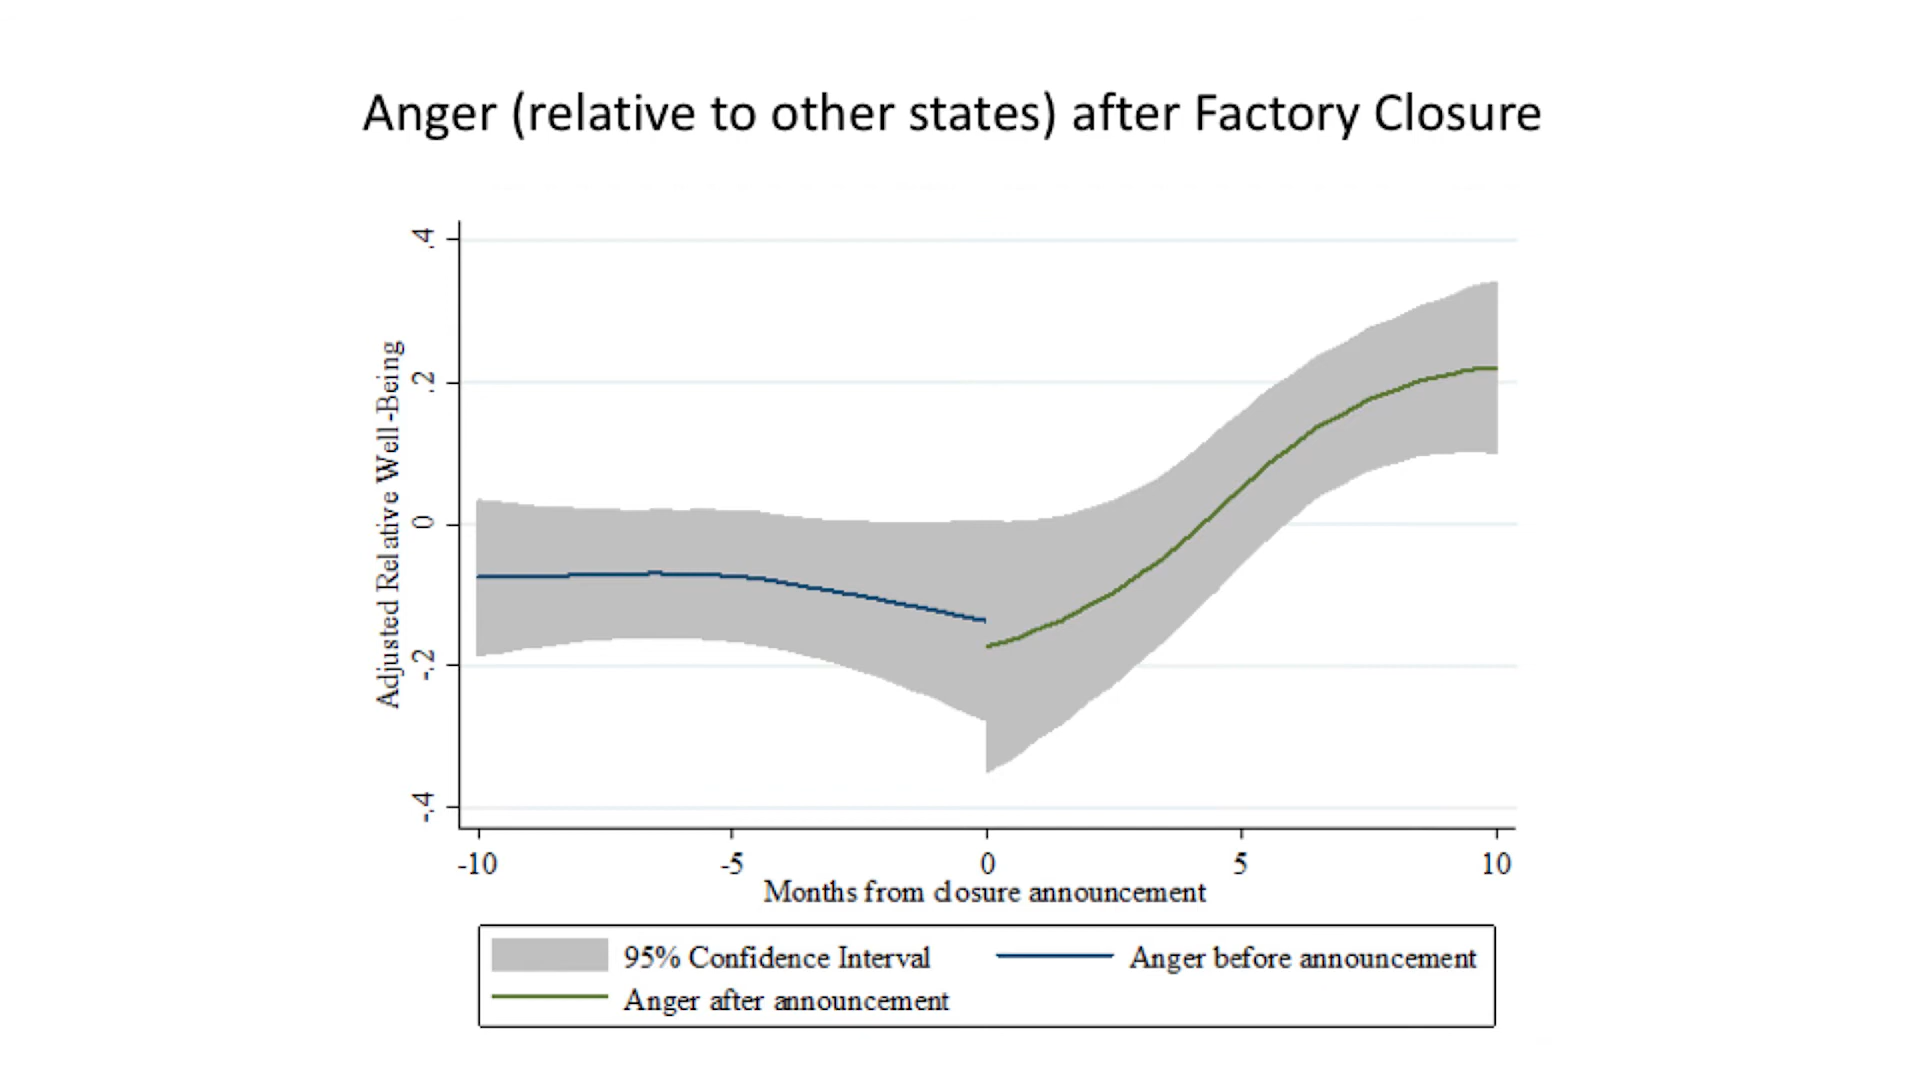 Anger (relative to other states) after Factory Closure
.4
.2
0
-.2
-.4
Adjusted Relative Well-Being
-10 -5 0 5 10
Months from closure announcement
95% Confidence Interval Anger before announcement
Anger after announcement